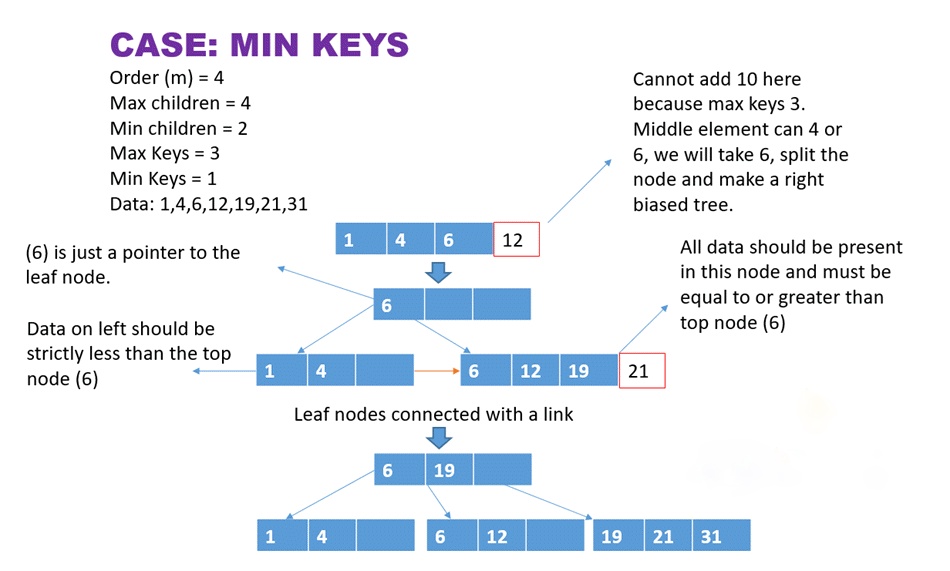 CASE: MIN KEYS
Order (m) = 4
Max children = 4
Min children = 2
Max Keys = 3
Min Keys = 1
Data: 1,4,6,12,19,21,31
Cannot add 10 here
because max keys 3.
Middle element can 4 or
6, we will take 6, split the
node and make a right
biased tree.
1 4 6 12
(6) is just a pointer to the
leaf node.
All data should be present
in this node and must be
equal to or greater than
top node (6)
6
Data on left should be
strictly less than the top
node (6)
1 4
6 12 19 21
Leaf nodes connected with a link
6 19
1 4
6 12
19 21 31